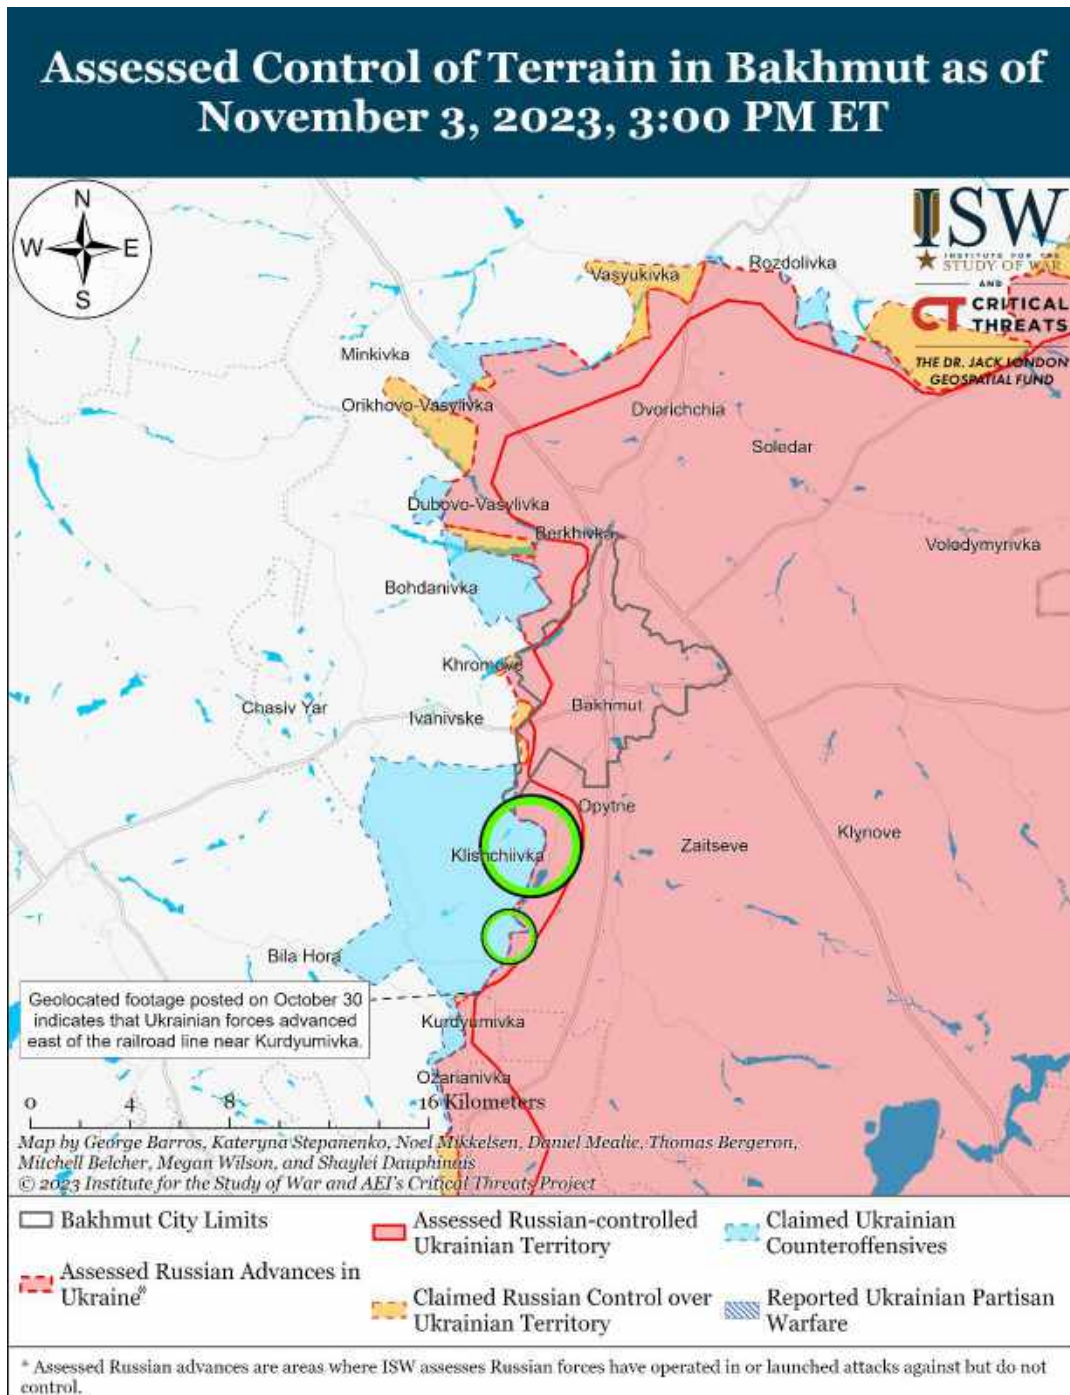 Assessed Control of Terrain in Bakhmut as of
November 3, 2023, 3:00 PM ET
N
W E
S
ISW
INSTITUTE FOR THE
STUDY OF WAR
AND
CT CRITICAL
THREATS
THE DR. JACK LONDON
GEOSPATIAL FUND
Rozdolivka
Vasyukivka
Minkivka
Orikhovo-Vasylivka
Dvorichchia
Soledar
Dubovo-Vasylivka
Berkhivka
Volodymyrivka
Bohdanivka
Khromove
Chasiv Yar
Ivanivske
Bakhmut
Opytne
Klynove
Zaitseve
Klishchiivka
Bila Hora
Geolocated footage posted on October 30
indicates that Ukrainian forces advanced
east of the railroad line near Kurdyumivka.
Kurdyumivka
Ozarianivka
0 4 8 16 Kilometers
Map by George Barros, Kateryna Stepanenko, Noel Mikkelsen, Daniel Mealie, Thomas Bergeron,
Mitchell Belcher, Megan Wilson, and Shaylei Dauphinais
© 2023 Institute for the Study of War and AEI's Critical Threats Project
Bakhmut City Limits
Assessed Russian Advances in
Ukraine*
Assessed Russian-controlled
Ukrainian Territory
Claimed Russian Control over
Ukrainian Territory
Claimed Ukrainian
Counteroffensives
Reported Ukrainian Partisan
Warfare
* Assessed Russian advances are areas where ISW assesses Russian forces have operated in or launched attacks against but do not
control.